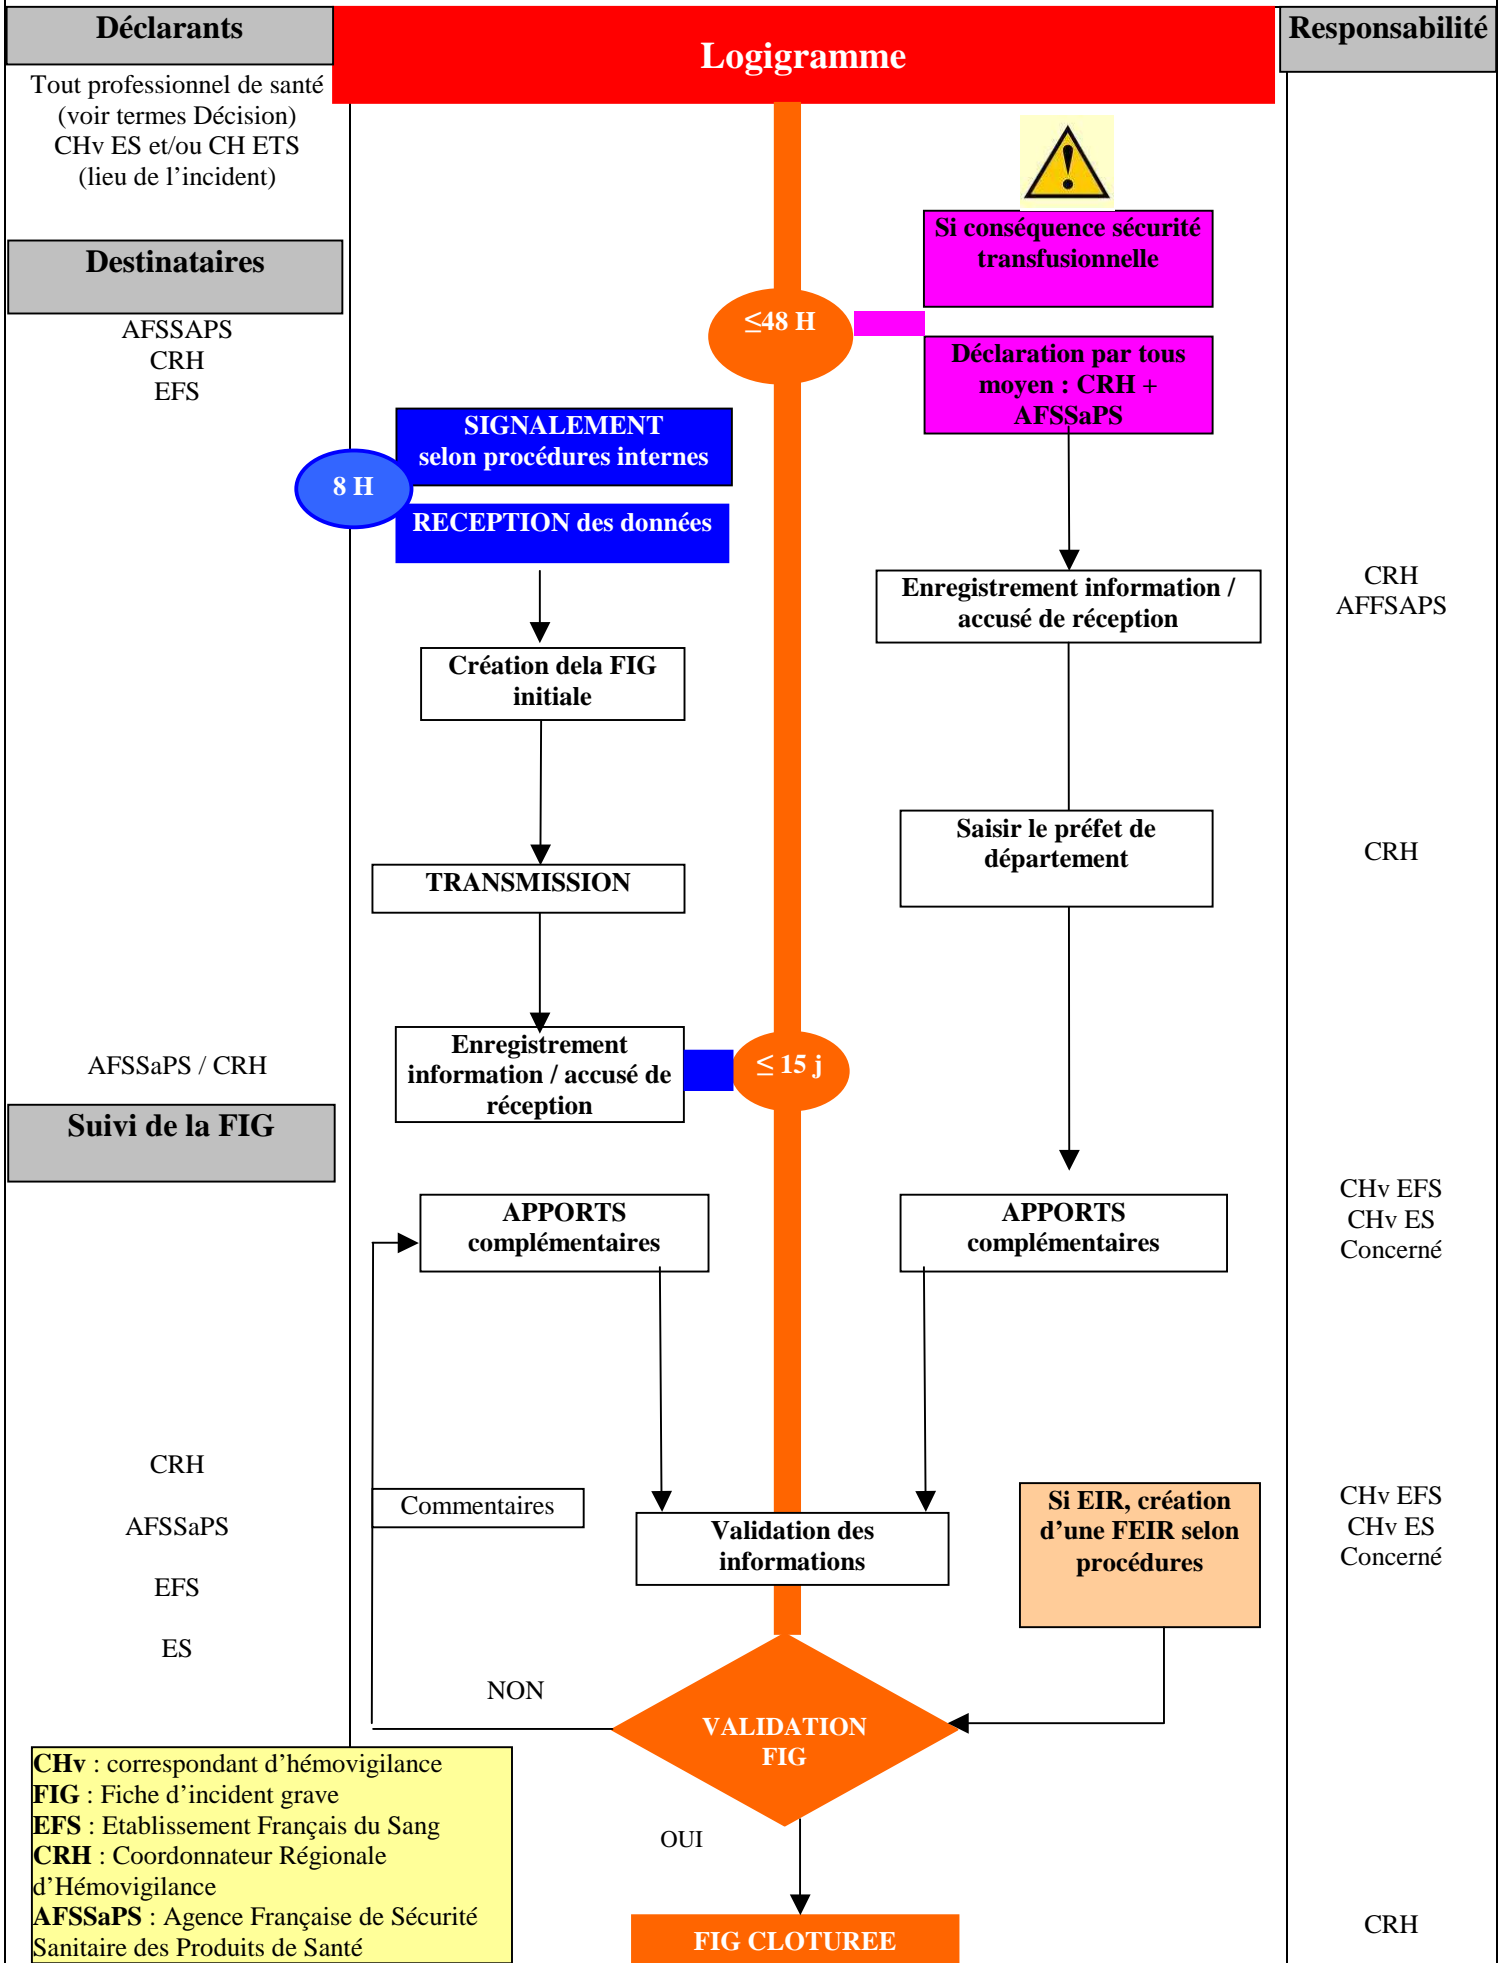 Déclarants
Logigramme
Responsabilité
Tout professionnel de santé
(voir termes Décision)
CHv ES et/ou CH ETS
(lieu de l'incident)
Si conséquence sécurité
transfusionnelle
Destinataires
AFSSAPS
CRH
EFS
≤48 H
Déclaration par tous
moyen : CRH +
AFSSaPS
SIGNALEMENT
selon procédures internes
8 H
RECEPTION des données
Enregistrement information /
accusé de réception
CRH
AFFSAPS
Création dela FIG
initiale
Saisir le préfet de
département
CRH
TRANSMISSION
AFSSaPS / CRH
Enregistrement
information / accusé de
réception
≤ 15 j
Suivi de la FIG
APPORTS
complémentaires
APPORTS
complémentaires
CHv EFS
CHv ES
Concerné
CRH
AFSSaPS
EFS
ES
Commentaires
Validation des
informations
Si EIR, création
d'une FEIR selon
procédures
CHv EFS
CHv ES
Concerné
NON
VALIDATION
FIG
CHv : correspondant d'hémovigilance
FIG : Fiche d'incident grave
EFS : Etablissement Français du Sang
CRH : Coordonnateur Régionale
d'Hémovigilance
AFSSaPS : Agence Française de Sécurité
Sanitaire des Produits de Santé
OUI
FIG CLOTUREE
CRH